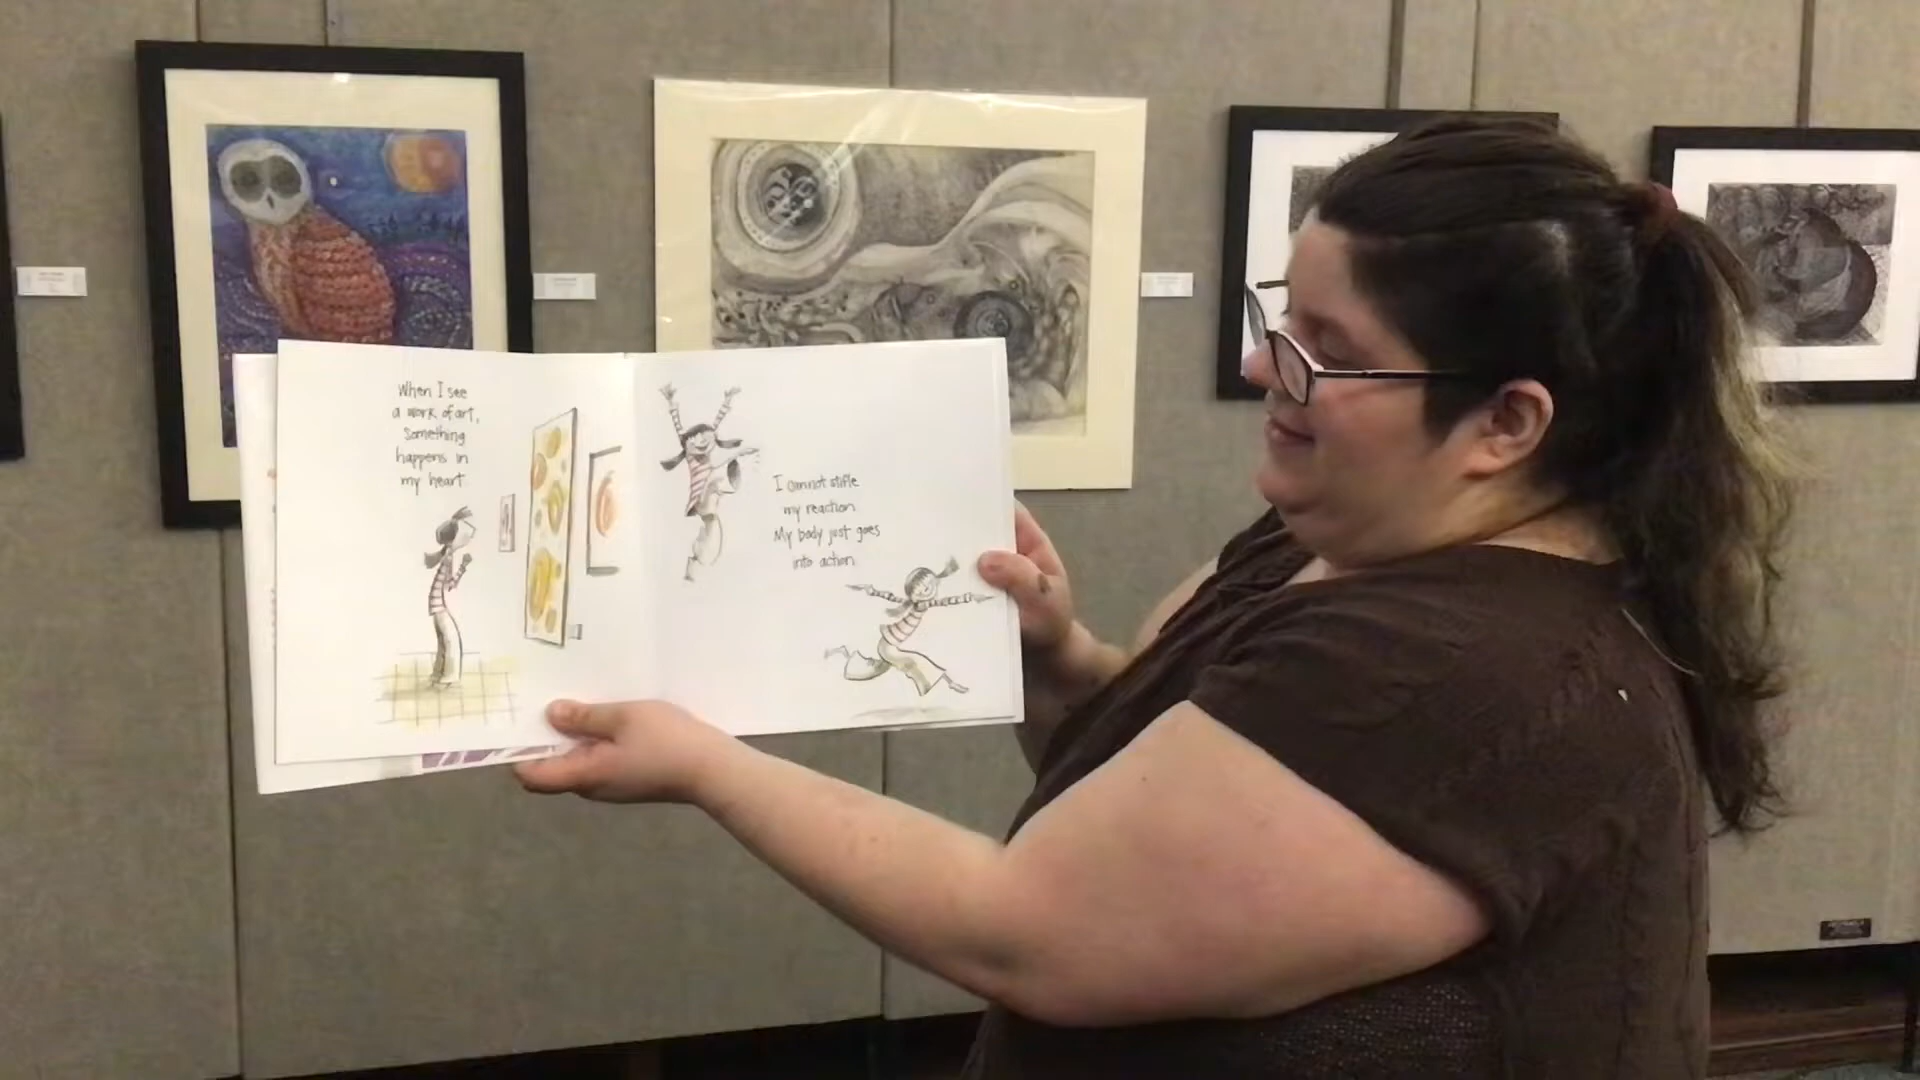 When I see
a work of art,
something
happens in
my heart.
I cannot stifle
my reaction.
My body just goes
into action.